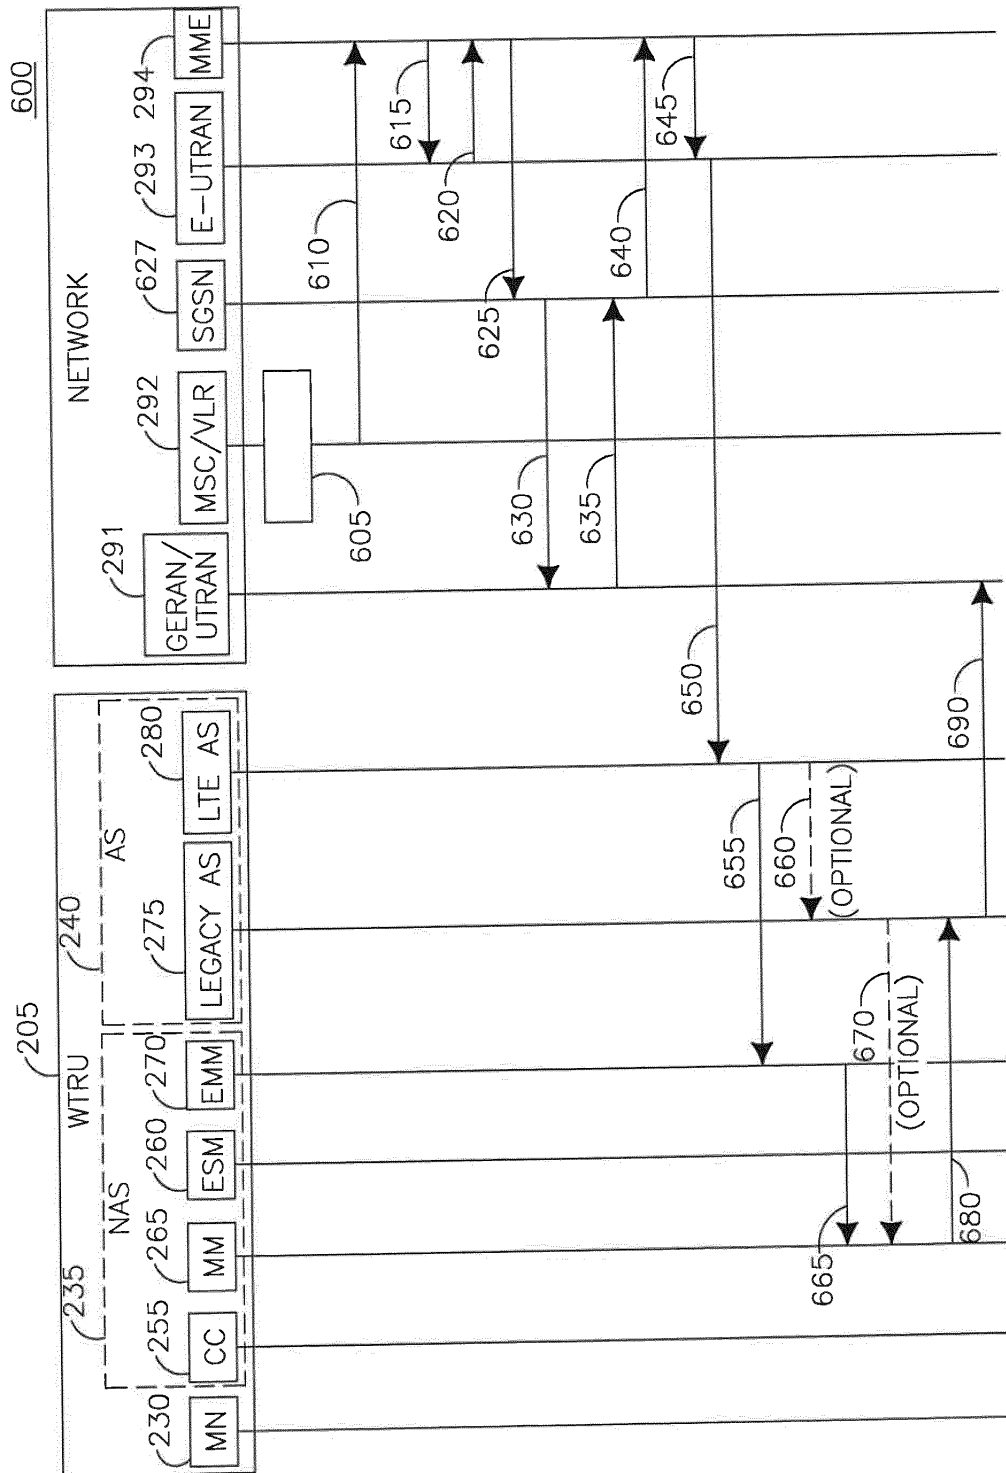 600
205
WTRU
NETWORK
235
NAS
240
AS
230
255
265
260
270
275
280
291
292
627
293
294
MN
CC
MM
ESM
EMM
LEGACY AS
LTE AS
GERAN/
UTRAN
MSC/VLR
SGSN
E-UTRAN
MME
605
610
615
620
625
630
635
640
645
650
655
660
(OPTIONAL)
665
670
(OPTIONAL)
680
690